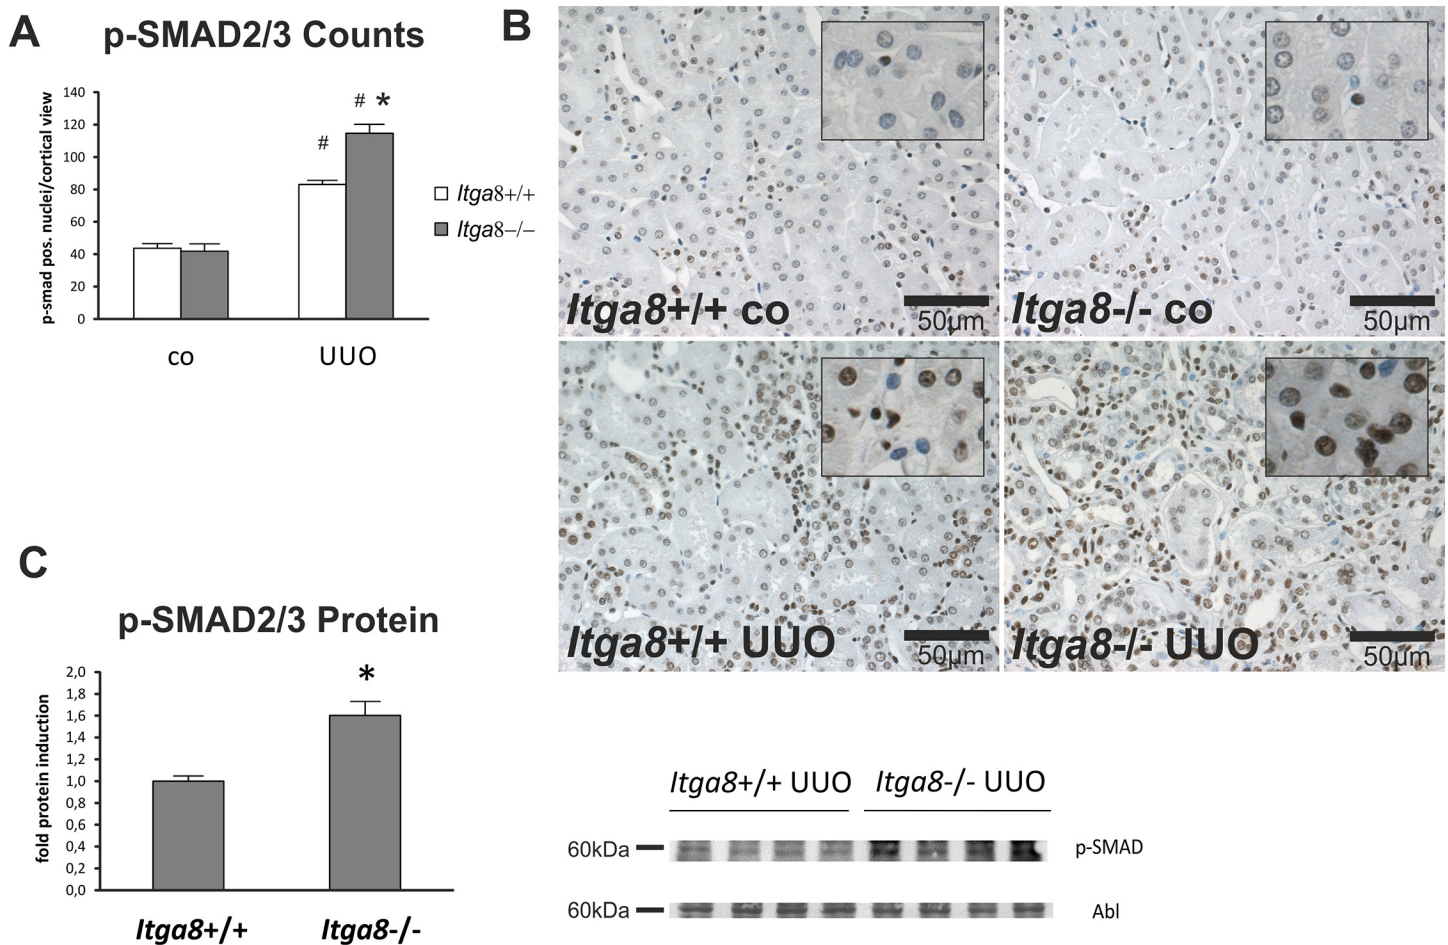 A
p-SMAD2/3 Counts
p-smad pos. nuclei/cortical view
140
120
100
80
60
40
20
0
#
# *
co
UUO
Itga8+/+
Itga8−/−
B
Itga8+/+ co
50µm
Itga8-/- co
50µm
Itga8+/+ UUO
50µm
Itga8-/- UUO
50µm
C
p-SMAD2/3 Protein
fold protein induction
2,0
1,8
1,6
1,4
1,2
1,0
0,8
0,6
0,4
0,2
0,0
*
Itga8+/+
Itga8-/-
Itga8+/+ UUO
Itga8-/- UUO
60kDa
p-SMAD
60kDa
Abl